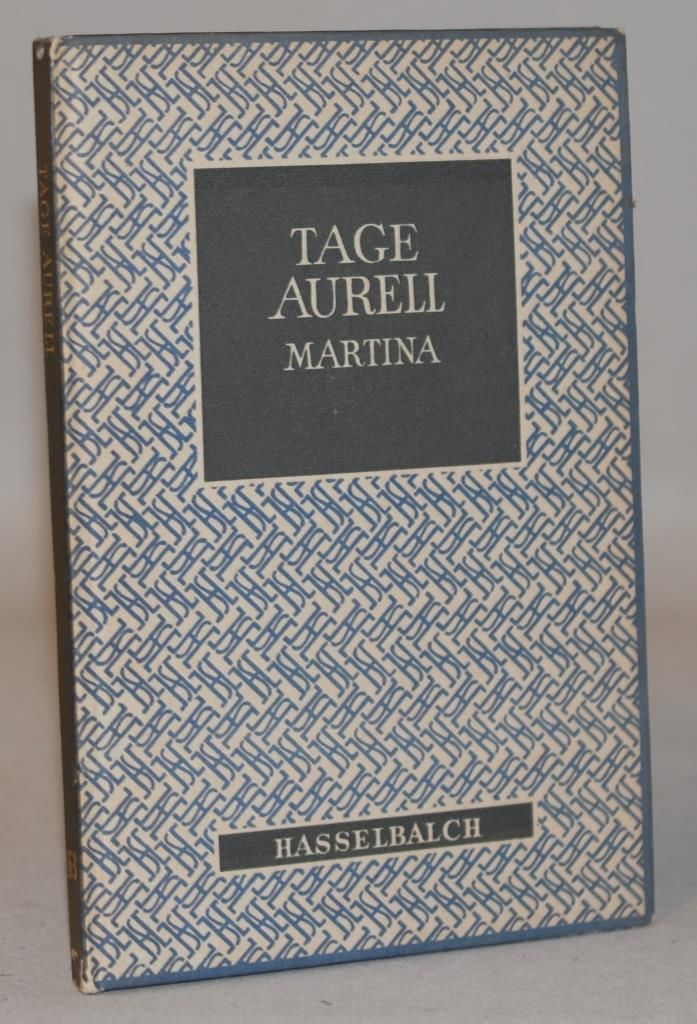 TAGE
AURELL
MARTINA
HASSELBALCH
TAGE AURELL